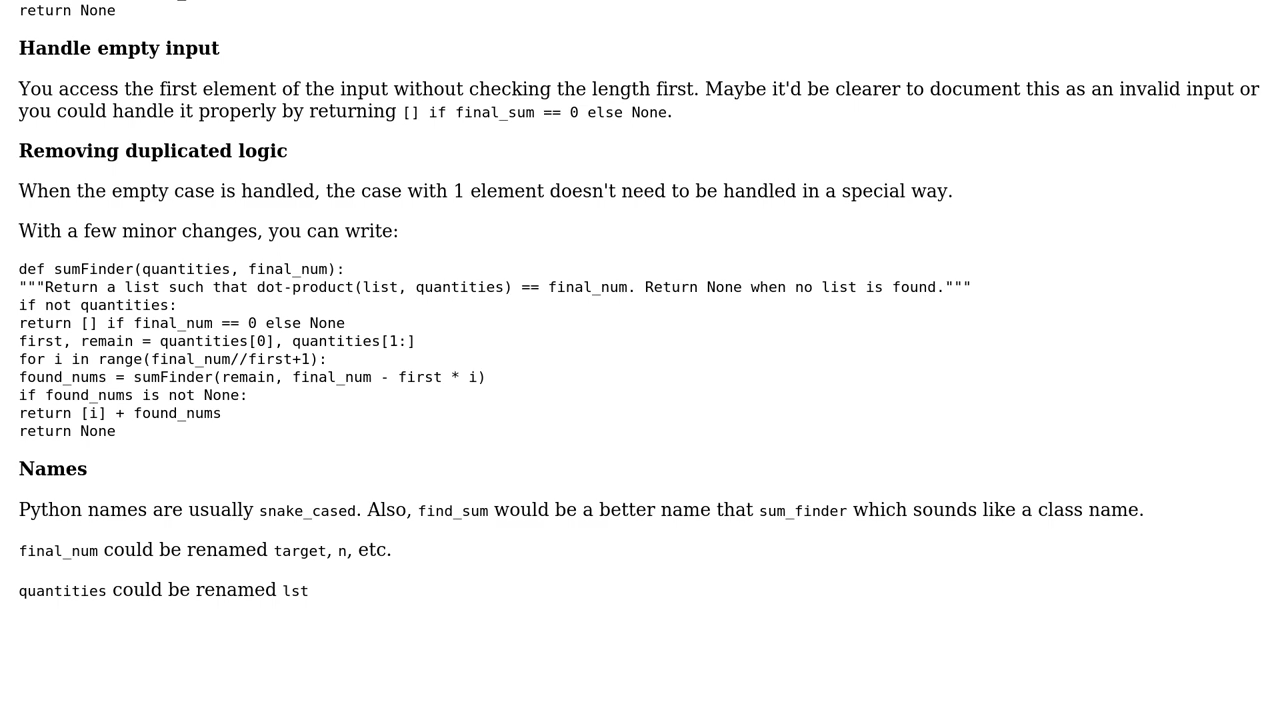 return None
Handle empty input
You access the first element of the input without checking the length first. Maybe it'd be clearer to document this as an invalid input or
you could handle it properly by returning [] if final_sum == 0 else None.
Removing duplicated logic
When the empty case is handled, the case with 1 element doesn't need to be handled in a special way.
With a few minor changes, you can write:
def sumFinder(quantities, final_num):
"""Return a list such that dot-product(list, quantities) == final_num. Return None when no list is found."""
if not quantities:
return [] if final_num == 0 else None
first, remain = quantities[0], quantities[1:]
for i in range(final_num//first+1):
found_nums = sumFinder(remain, final_num - first * i)
if found_nums is not None:
return [i] + found_nums
return None
Names
Python names are usually snake_cased. Also, find_sum would be a better name that sum_finder which sounds like a class name.
final_num could be renamed target, n, etc.
quantities could be renamed lst